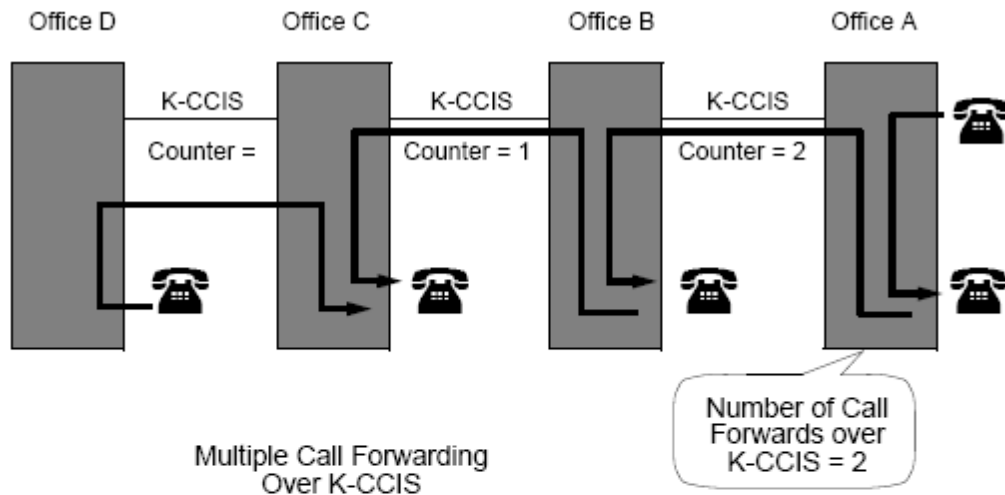 Office D
Office C
Office B
Office A
K-CCIS
K-CCIS
K-CCIS
Counter =
Counter = 1
Counter = 2
Number of Call
Forwards over
K-CCIS = 2
Multiple Call Forwarding
Over K-CCIS